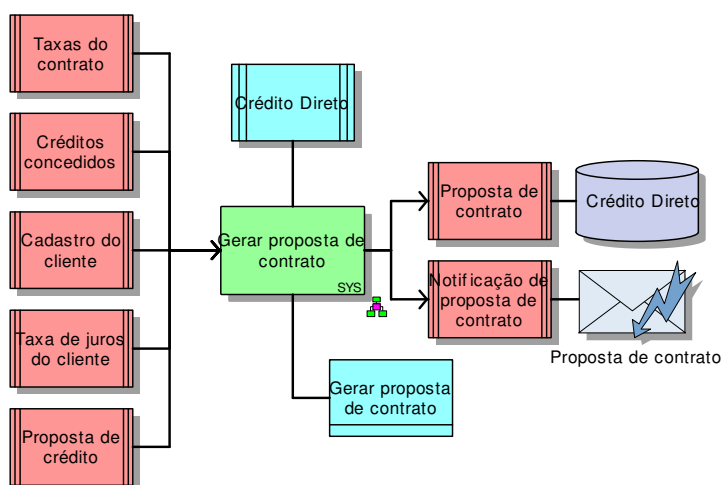 Taxas do
contrato
Créditos
concedidos
Cadastro do
cliente
Taxa de juros
do cliente
Proposta de
crédito
Crédito Direto
Gerar proposta de
contrato
SYS
Gerar proposta
de contrato
Proposta de
contrato
Crédito Direto
Notificação de
proposta de
contrato
Proposta de contrato